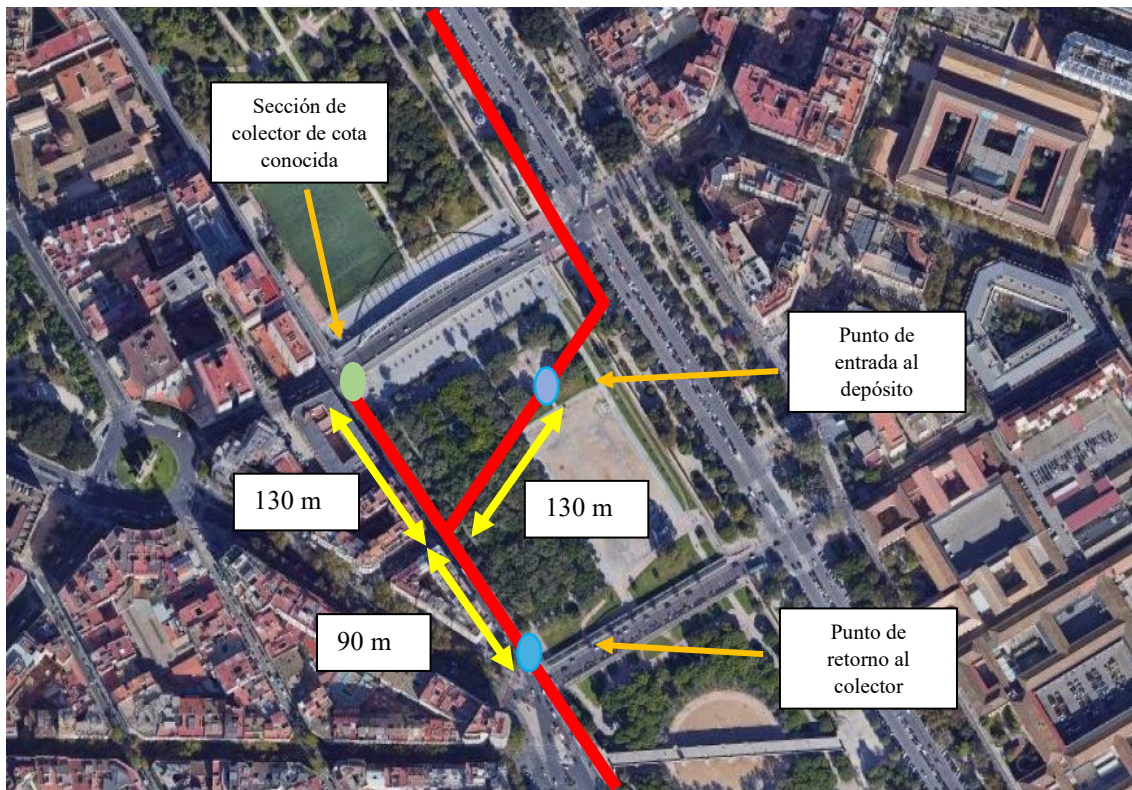 Sección de
colector de cota
conocida
Punto de
entrada al
depósito
130 m
130 m
90 m
Punto de
retorno al
colector